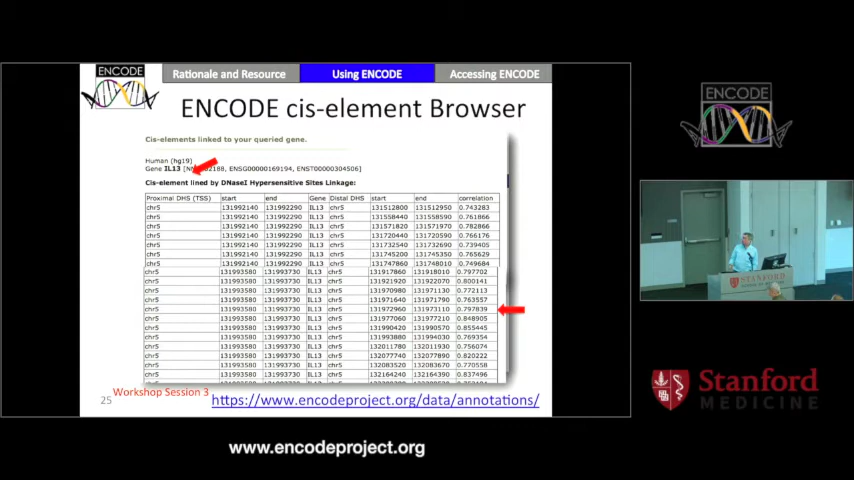 ENCODE
Rationale and Resource Using ENCODE Accessing ENCODE
ENCODE cis-element Browser
Cis-elements linked to your queried gene.
Human (hg19)
Gene IL13 [ 2188, ENSG00000169194, ENST00000304506]
Cis-element lined by DNaseI Hypersensitive Sites Linkage:
Proximal DHS (TSS) start end Gene Distal DHS start end correlation
chr5 131992140 131992290 IL13 chr5 131512800 131512950 0.743283
chr5 131992140 131992290 IL13 chr5 131558440 131558590 0.761866
chr5 131992140 131992290 IL13 chr5 131571820 131571970 0.782866
chr5 131992140 131992290 IL13 chr5 131720440 131720590 0.766176
chr5 131992140 131992290 IL13 chr5 131732540 131732690 0.739405
chr5 131992140 131992290 IL13 chr5 131745200 131745350 0.765629
chr5 131992140 131992290 IL13 chr5 131747860 131748010 0.749684
chr5 131993580 131993730 IL13 chr5 131917860 131918010 0.797702
chr5 131993580 131993730 IL13 chr5 131921920 131922070 0.800141
chr5 131993580 131993730 IL13 chr5 131970980 131971130 0.772113
chr5 131993580 131993730 IL13 chr5 131971640 131971790 0.763557
chr5 131993580 131993730 IL13 chr5 131972960 131973110 0.797839
chr5 131993580 131993730 IL13 chr5 131977060 131977210 0.848905
chr5 131993580 131993730 IL13 chr5 131990420 131990570 0.855445
chr5 131993580 131993730 IL13 chr5 131993880 131994030 0.769354
chr5 131993580 131993730 IL13 chr5 132011780 132011930 0.756074
chr5 131993580 131993730 IL13 chr5 132077740 132077890 0.820222
chr5 131993580 131993730 IL13 chr5 132083520 132083670 0.770558
chr5 131993580 131993730 IL13 chr5 132164240 132164390 0.837496
25 Workshop Session 3
https://www.encodeproject.org/data/annotations/
ENCODE
STANFORD
Stanford
MEDICINE
www.encodeproject.org